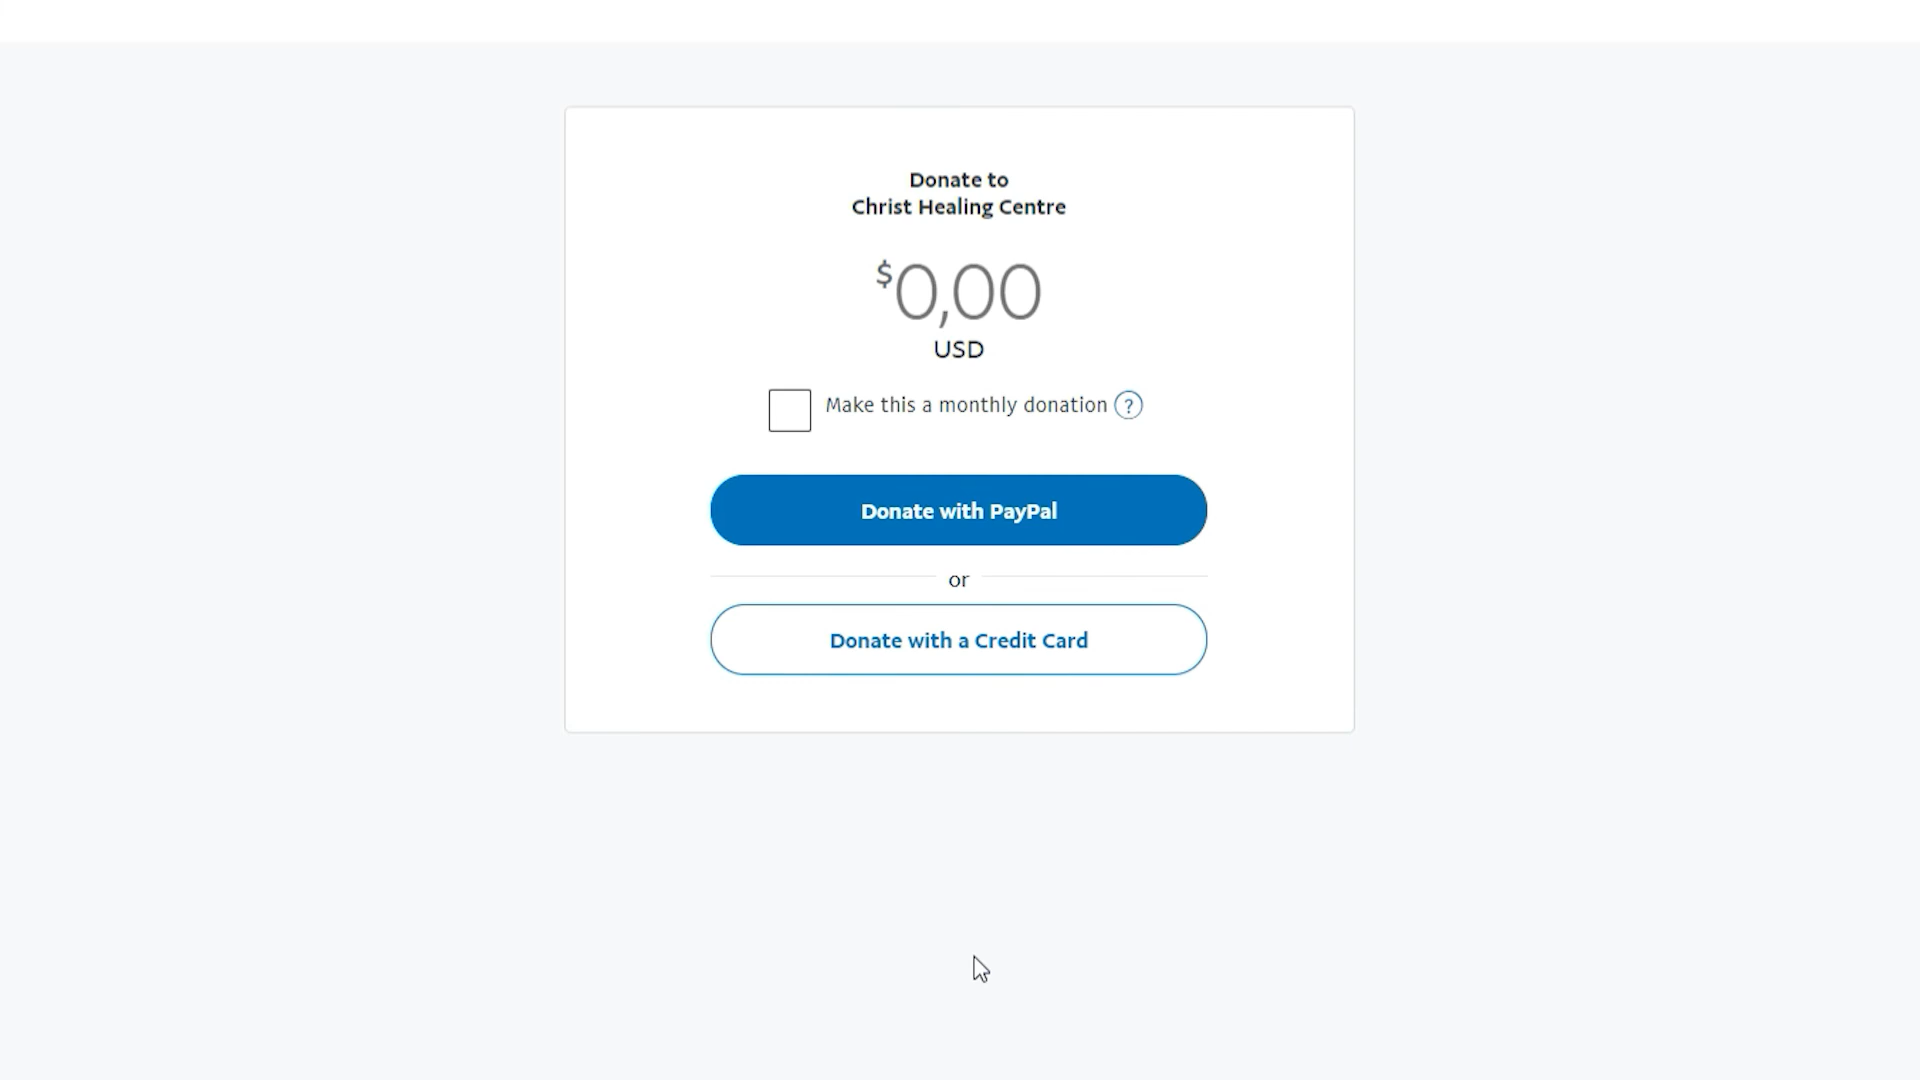 Donate to
Christ Healing Centre
$0,00
USD
Make this a monthly donation ?
Donate with PayPal
or
Donate with a Credit Card